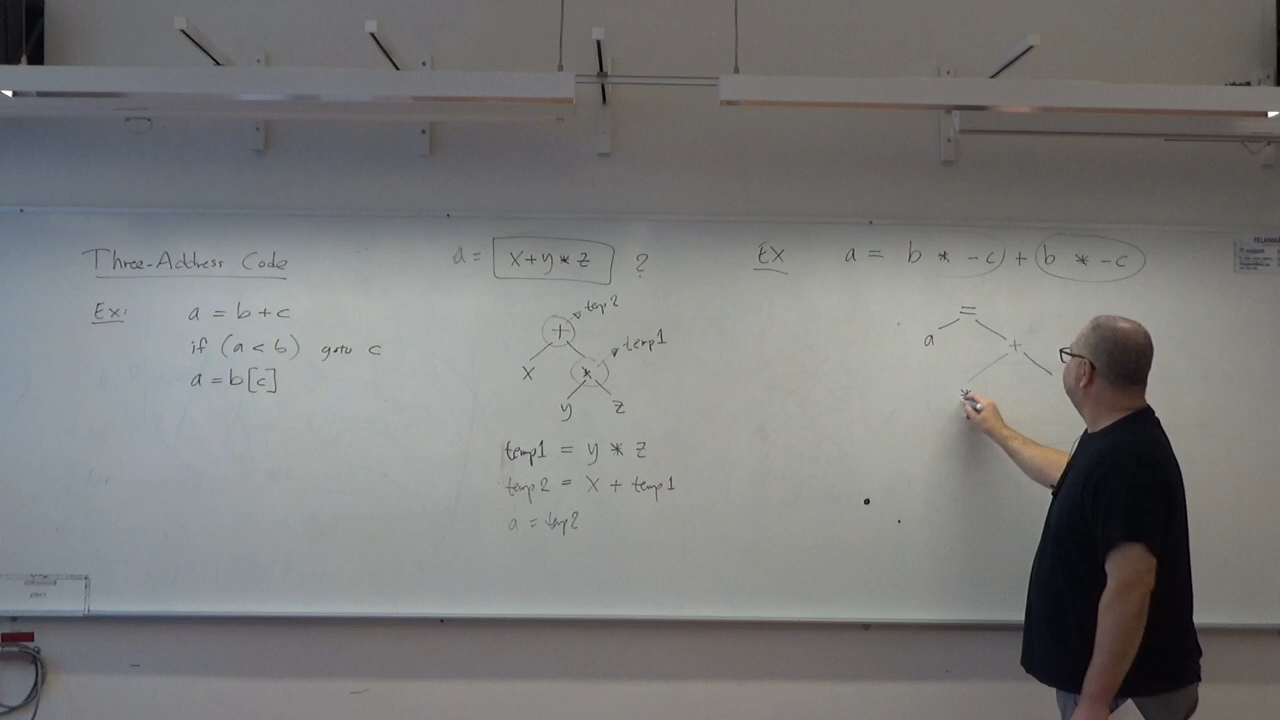 Three-Address Code
Ex: a = b + c
if (a < b) goto c
a = b[c]
a = x + y * z ?
+ temp2
x * temp1
y z
temp1 = y * z
temp2 = x + temp1
a = temp2
Ex a = b * - c) + (b * - c)
=
a +
*